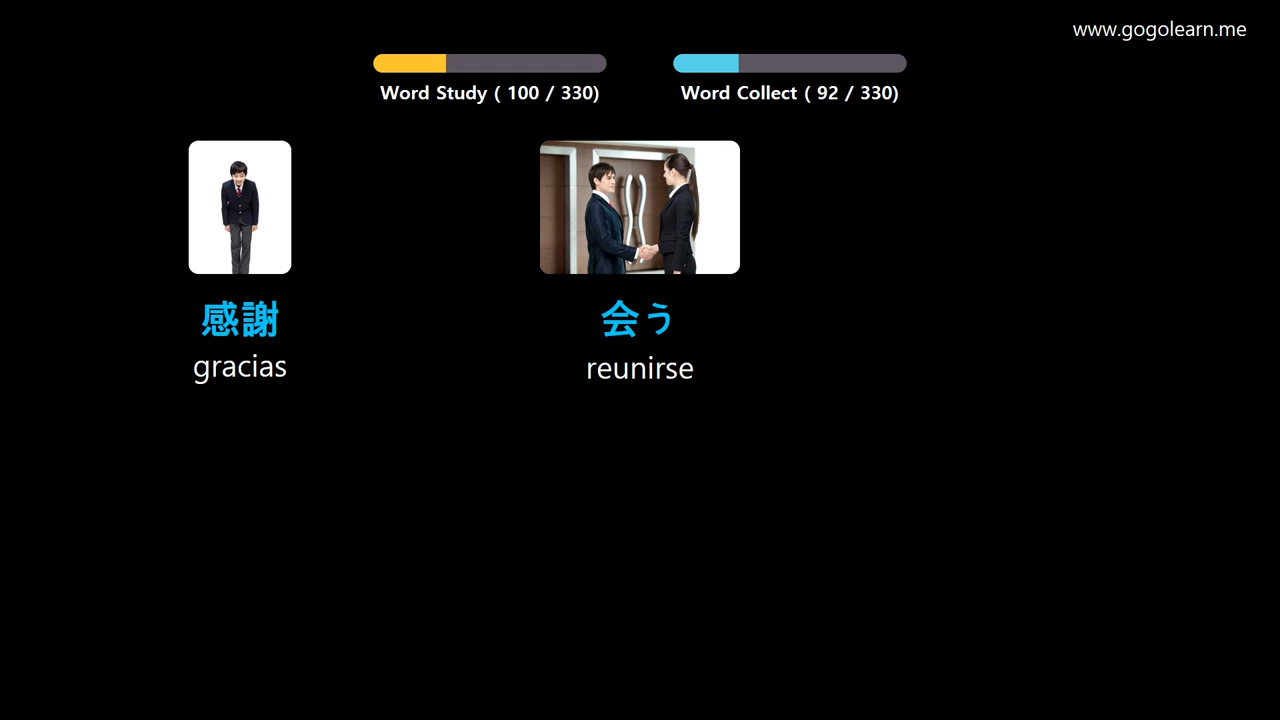 www.gogolearn.me
Word Study ( 100 / 330)
Word Collect ( 92 / 330)
感謝
gracias
会う
reunirse